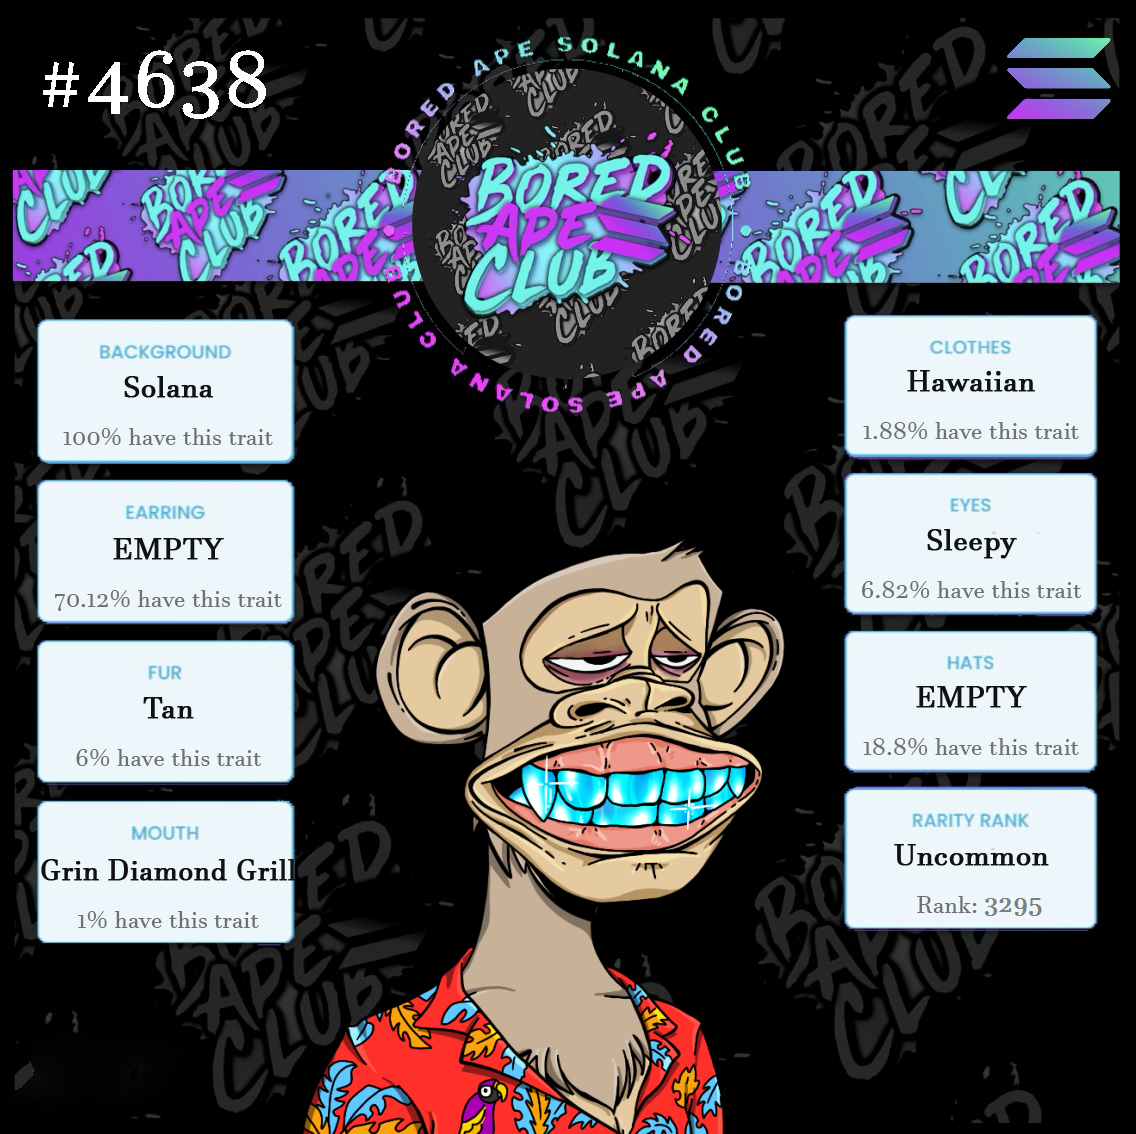 #4638
BORED APE SOLANA CLUB
BORED APE SOLANA CLUB
BORED
APE
CLUB
BACKGROUND
Solana
100% have this trait
EARRING
EMPTY
70.12% have this trait
FUR
Tan
6% have this trait
MOUTH
Grin Diamond Grill
1% have this trait
CLOTHES
Hawaiian
1.88% have this trait
EYES
Sleepy
6.82% have this trait
HATS
EMPTY
18.8% have this trait
RARITY RANK
Uncommon
Rank: 3295